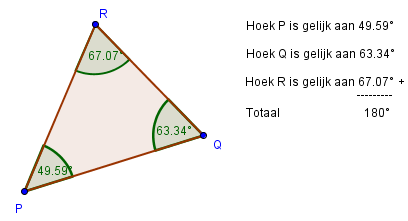 R
67.07°
63.34°
Q
49.59°
P
Hoek P is gelijk aan 49.59°
Hoek Q is gelijk aan 63.34°
Hoek R is gelijk aan 67.07° +
---------
Totaal 180°